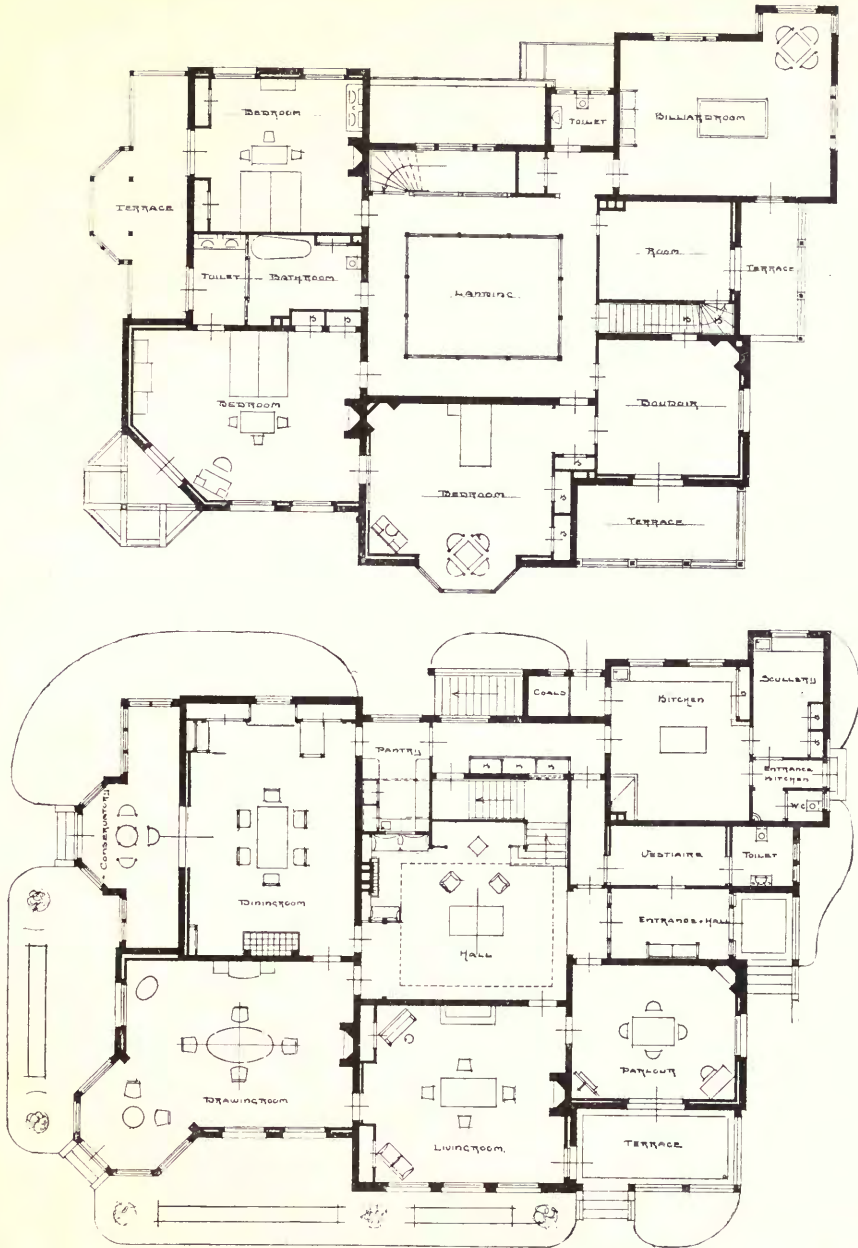 BEDROOM
TOILET
BILLIARDROOM
TERRACE
ROOM
TOILET
BATHROOM
LANDING
TERRACE
BEDROOM
BOUDOIR
BEDROOM
TERRACE
COALS
KITCHEN
SCULLERY
PANTRY
ENTRANCE
KITCHEN
WC
CONSERVATORY
VESTIAIRE
TOILET
DININGROOM
HALL
ENTRANCE-HALL
DRAWINGROOM
PARLOUR
LIVINGROOM.
TERRACE